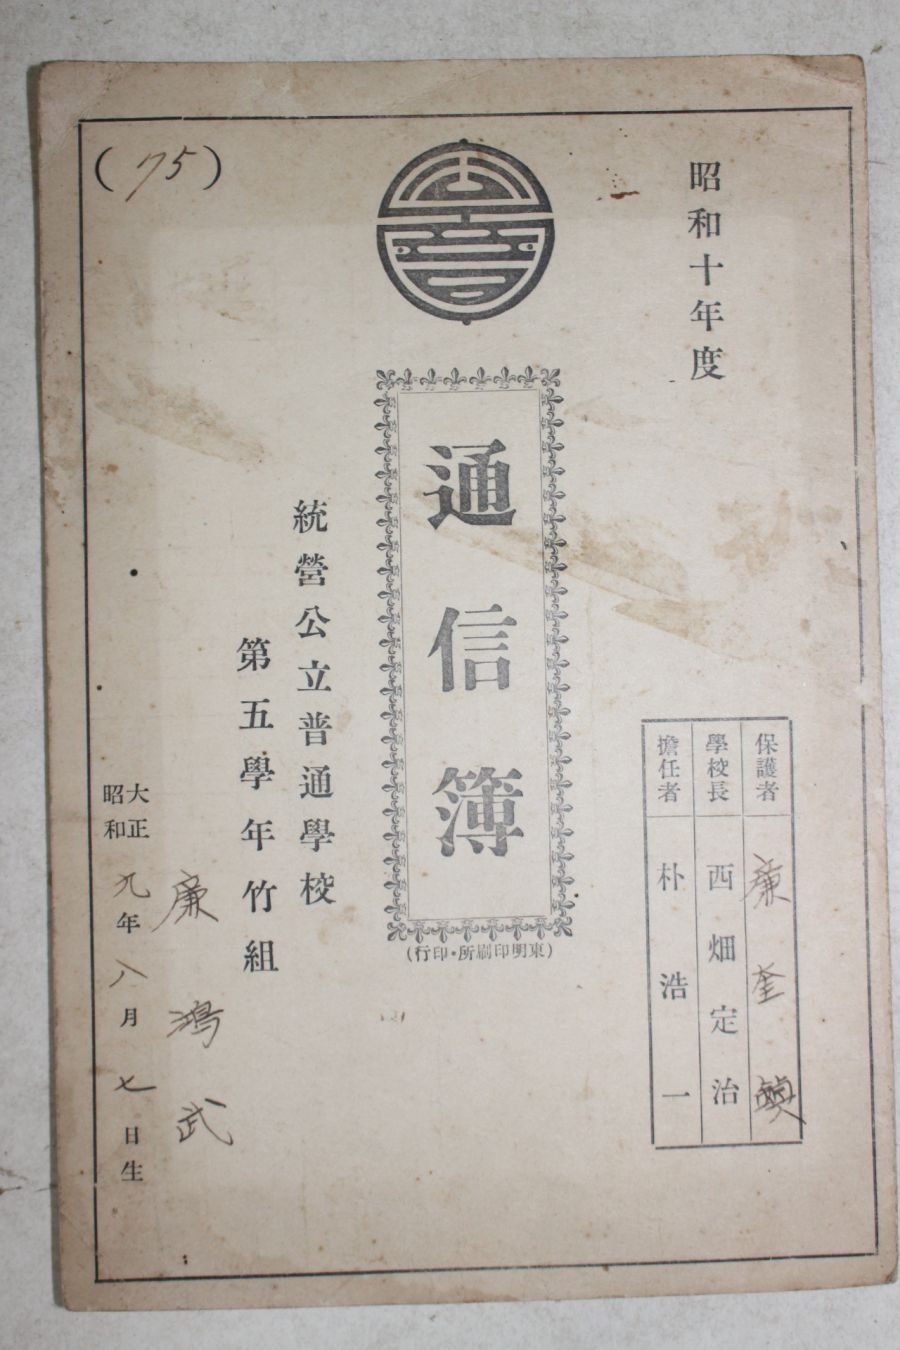 昭和十年度
保護者 廉奎
學校長 西畑定治
擔任者 朴浩一
通信簿
(東明印刷所・印行)
統營公立普通學校
第五學年竹組
廉鴻武
大正
昭和
九年八月七日生
(75)